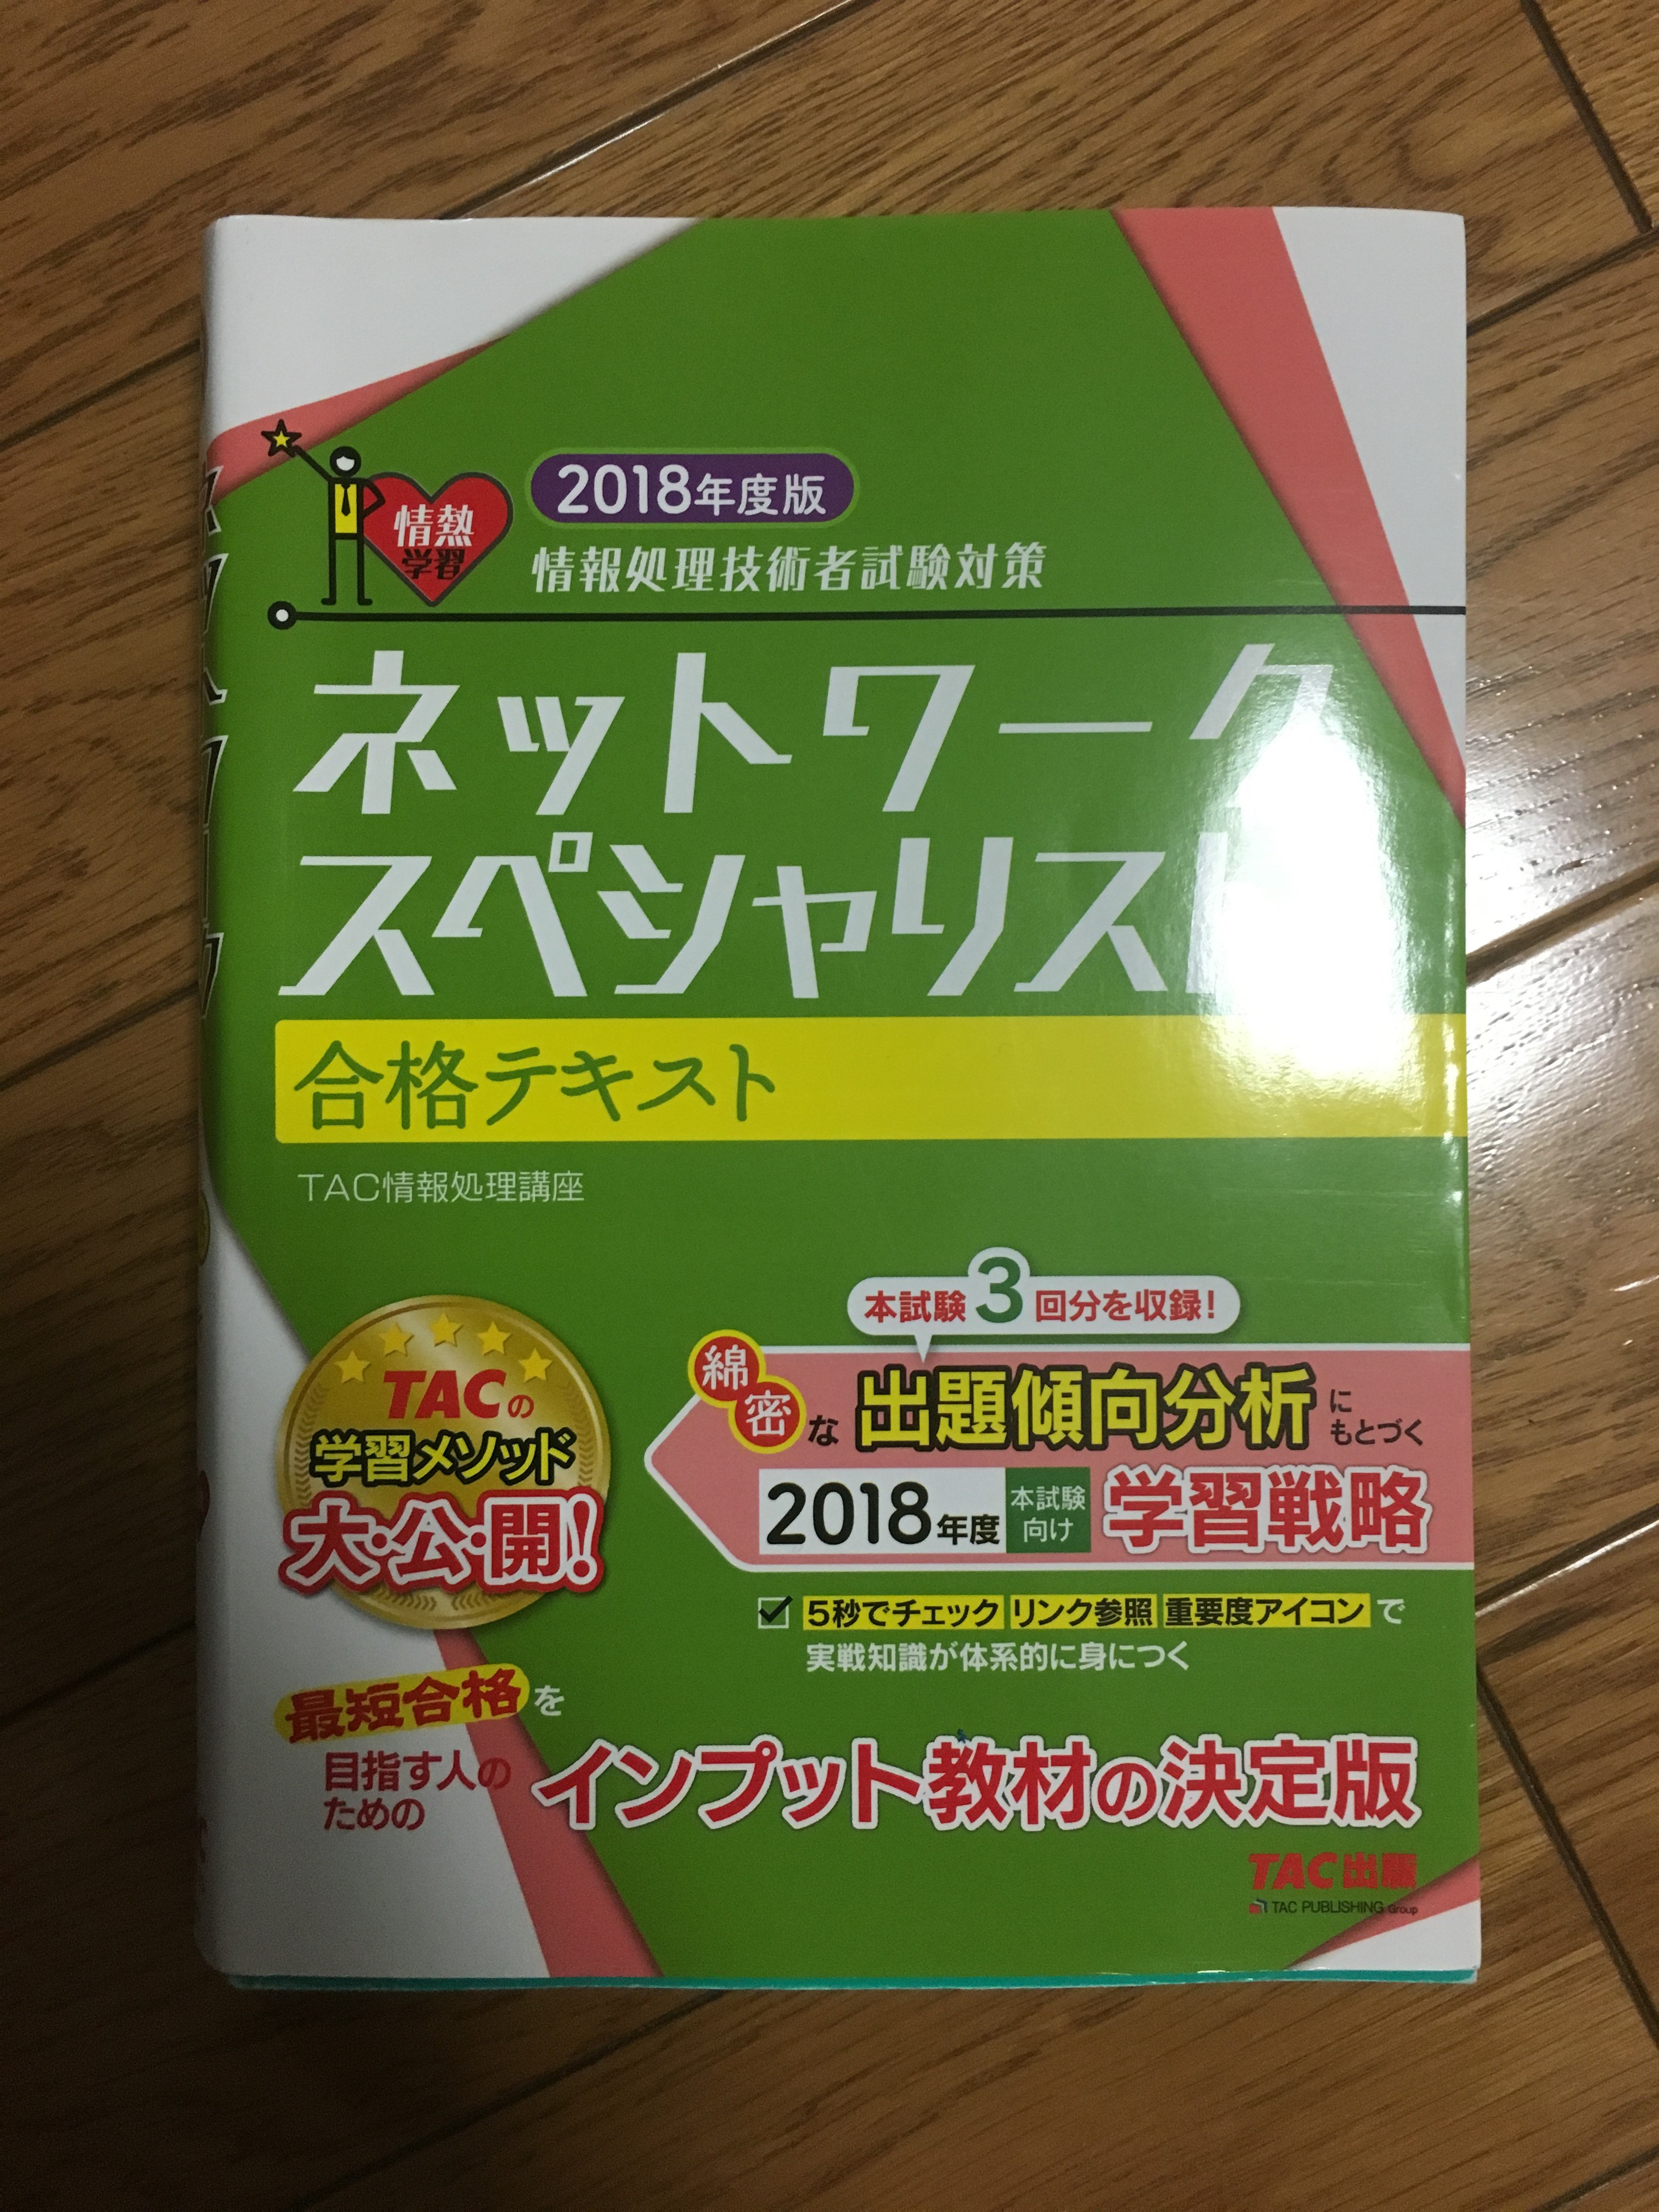 2018年度版
情熱
学習
情報処理技術者試験対策
ネットワーク
スペシャリスト
合格テキスト
TAC情報処理講座
本試験3回分を収録!
綿密な出題傾向分析に
もとづく
2018年度本試験
向け学習戦略
TACの
学習メソッド
大・公・開!
5秒でチェック リンク参照 重要度アイコンで
実戦知識が体系的に身につく
最短合格を
目指す人の
ための
インプット教材の決定版
TAC出版
TAC PUBLISHING Group